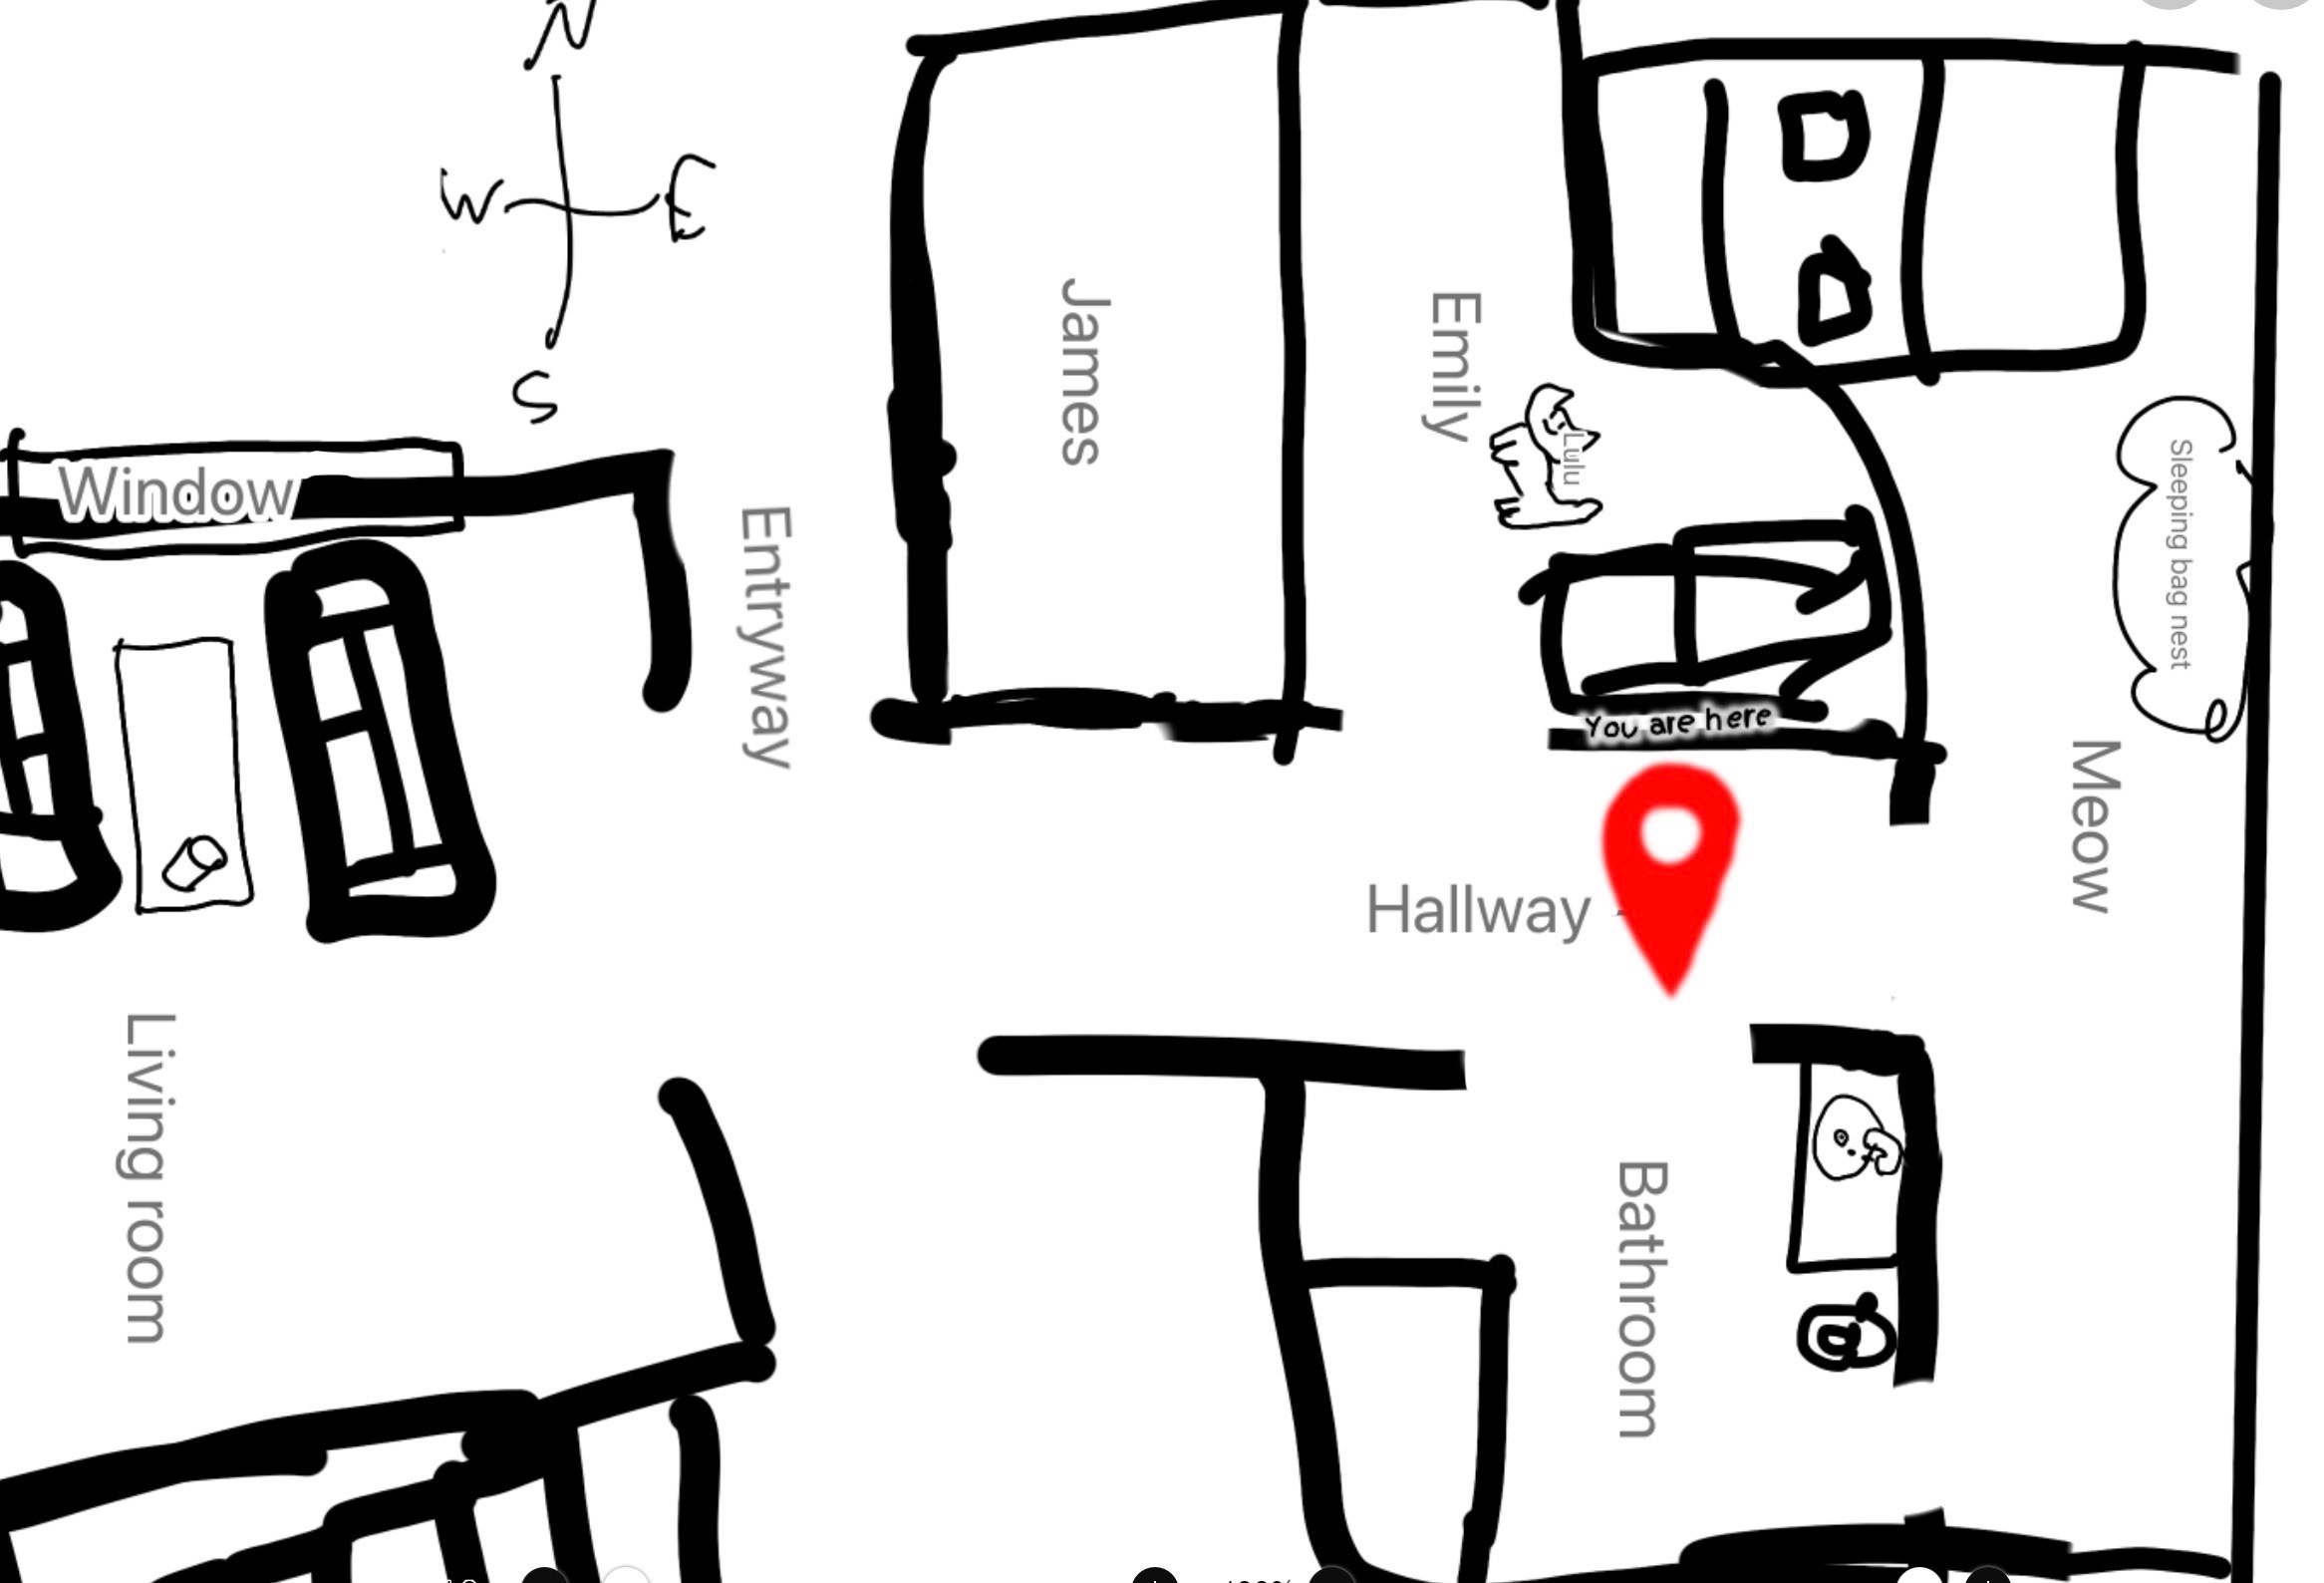 N
W
E
S
Window
Entryway
James
Emily
Lulu
Sleeping bag nest
You are here
Meow
Hallway
Living room
Bathroom